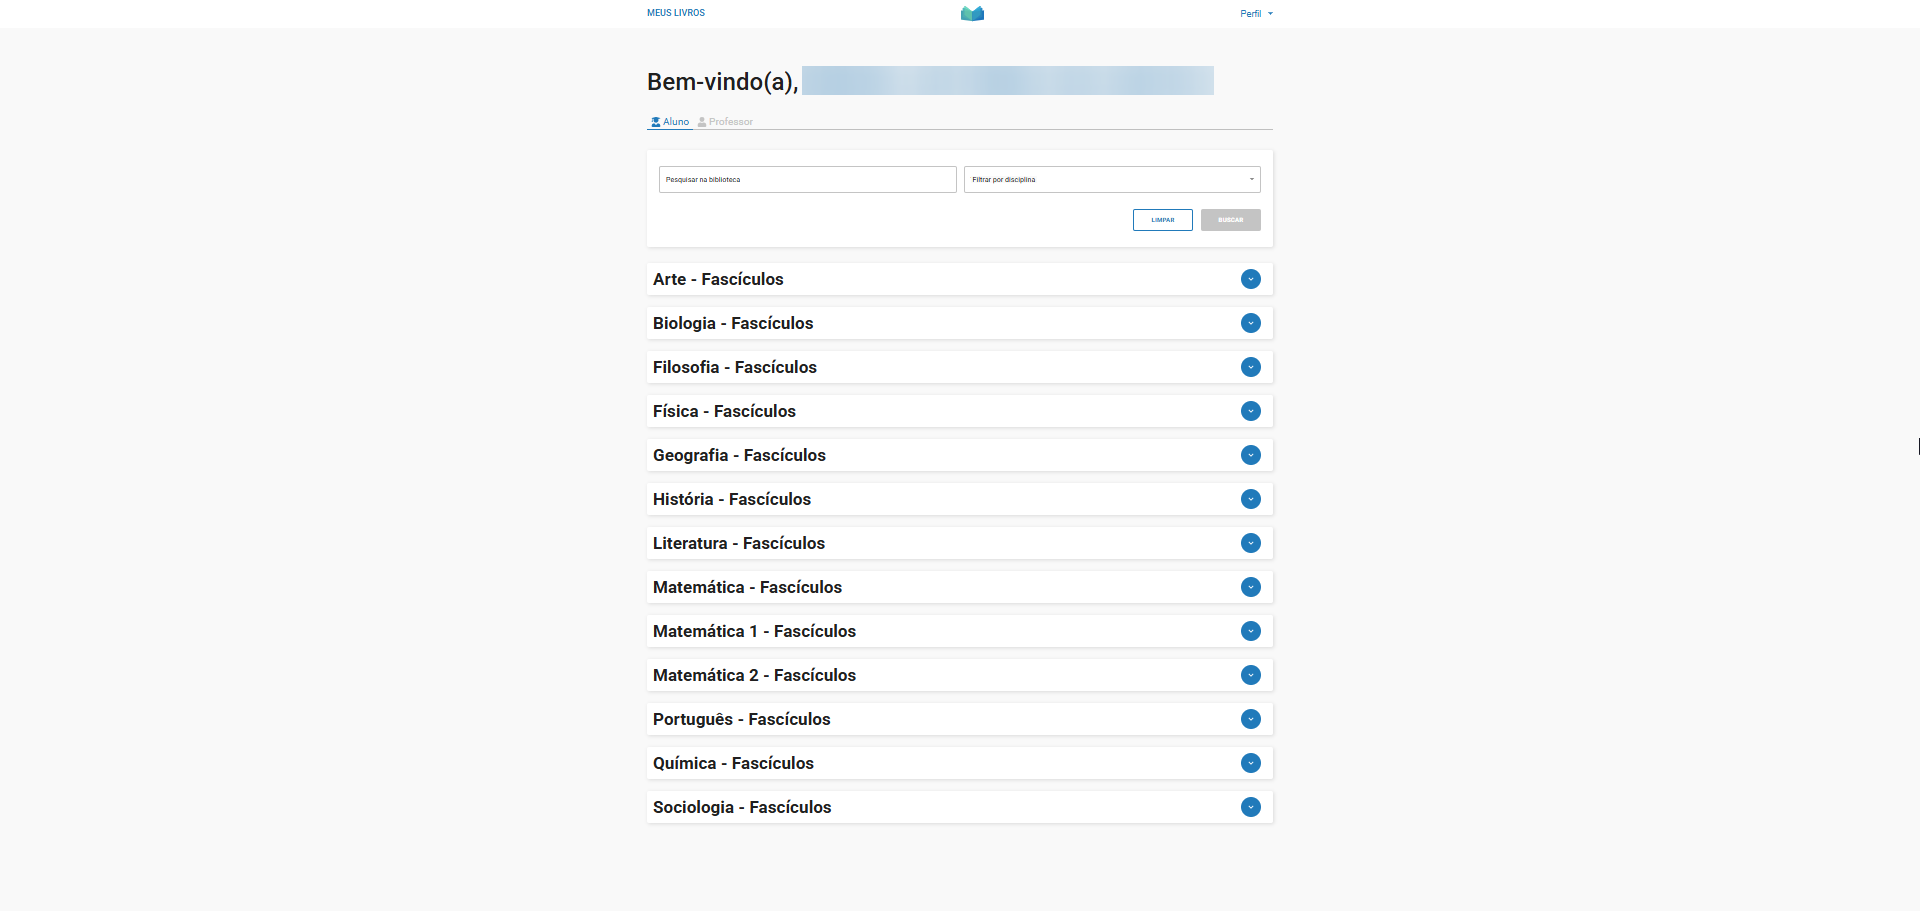 MEUS LIVROS
Perfil
Bem-vindo(a),
Aluno Professor
Pesquisar na biblioteca
Filtrar por disciplina
LIMPAR
BUSCAR
Arte - Fascículos
Biologia - Fascículos
Filosofia - Fascículos
Física - Fascículos
Geografia - Fascículos
História - Fascículos
Literatura - Fascículos
Matemática - Fascículos
Matemática 1 - Fascículos
Matemática 2 - Fascículos
Português - Fascículos
Química - Fascículos
Sociologia - Fascículos